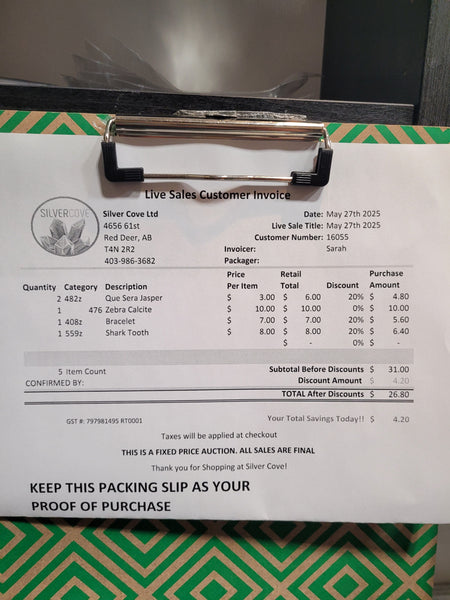 Live Sales Customer Invoice
SILVERCOVE
Silver Cove Ltd
4656 61st
Red Deer, AB
T4N 2R2
403-986-3682
Date: May 27th 2025
Live Sale Title: May 27th 2025
Customer Number: 16055
Invoicer: Sarah
Packager:
Quantity Category Description Price Per Item Retail Total Discount Purchase Amount
2 482z Que Sera Jasper $ 3.00 $ 6.00 20% $ 4.80
1 476 Zebra Calcite $ 10.00 $ 10.00 0% $ 10.00
1 408z Bracelet $ 7.00 $ 7.00 20% $ 5.60
1 559z Shark Tooth $ 8.00 $ 8.00 20% $ 6.40
$ - 0% $ -
5 Item Count Subtotal Before Discounts $ 31.00
CONFIRMED BY: Discount Amount $ 4.20
TOTAL After Discounts $ 26.80
GST #: 797981495 RT0001 Your Total Savings Today!! $ 4.20
Taxes will be applied at checkout
THIS IS A FIXED PRICE AUCTION. ALL SALES ARE FINAL
Thank you for Shopping at Silver Cove!
KEEP THIS PACKING SLIP AS YOUR
PROOF OF PURCHASE